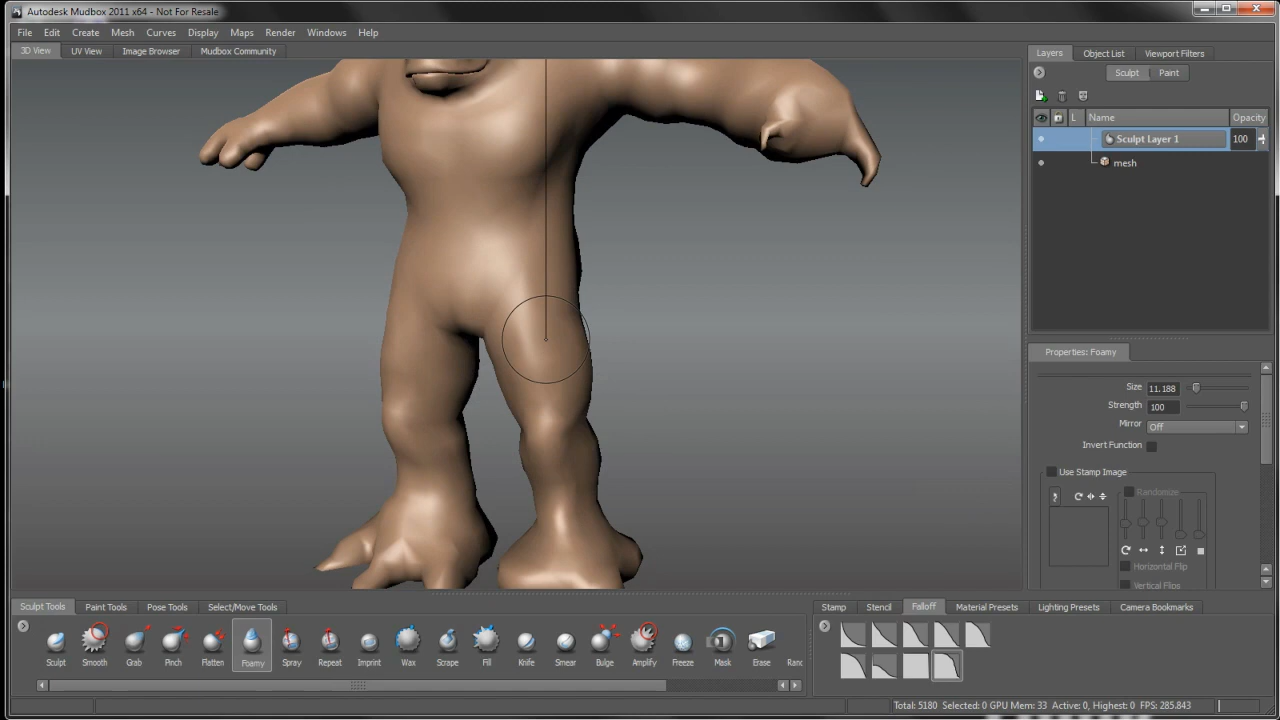 Autodesk Mudbox 2011 x64 - Not For Resale
File Edit Create Mesh Curves Display Maps Render Windows Help
3D View UV View Image Browser Mudbox Community
Layers Object List Viewport Filters
Sculpt Paint
L Name Opacity
Sculpt Layer 1 100
mesh
Properties: Foamy
Size 11.188
Strength 100
Mirror Off
Invert Function
Use Stamp Image
Randomize
Horizontal Flip
Vertical Flips
Sculpt Tools Paint Tools Pose Tools Select/Move Tools
Sculpt Smooth Grab Pinch Flatten Foamy Spray Repeat Imprint Wax Scrape Fill Knife Smear Bulge Amplify Freeze Mask Erase Ranc
Stamp Stencil Falloff Material Presets Lighting Presets Camera Bookmarks
Total: 5180 Selected: 0 GPU Mem: 33 Active: 0, Highest: 0 FPS: 285.843